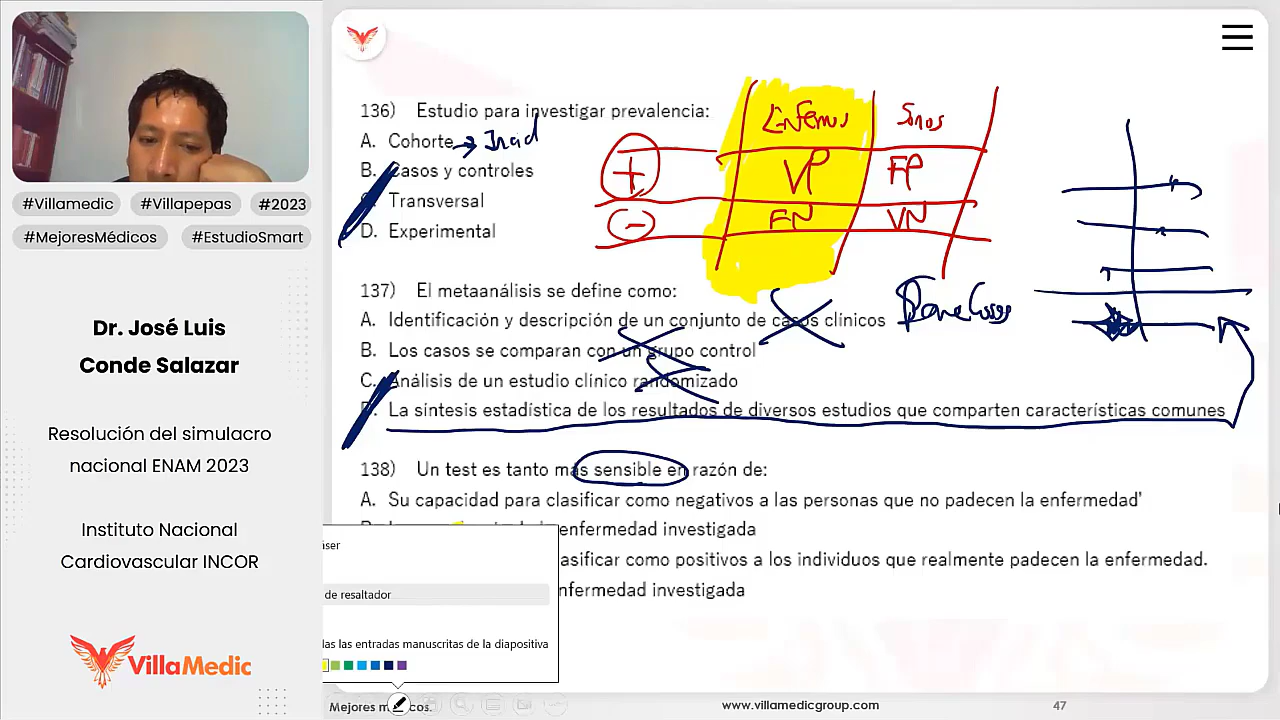 136) Estudio para investigar prevalencia:
A. Cohorte → Incid
B. Casos y controles
C. Transversal
D. Experimental
Enfermos Sanos
+ VP FP
- FN VN
137) El metaanálisis se define como:
A. Identificación y descripción de un conjunto de casos clínicos
B. Los casos se comparan con un grupo control
C. Análisis de un estudio clínico randomizado
D. La síntesis estadística de los resultados de diversos estudios que comparten características comunes
138) Un test es tanto más sensible en razón de:
A. Su capacidad para clasificar como negativos a las personas que no padecen la enfermedad'
enfermedad investigada
asificar como positivos a los individuos que realmente padecen la enfermedad.
nfermedad investigada
áser
de resaltador
das las entradas manuscritas de la diapositiva
#Villamedic #Villapepas #2023
#MejoresMédicos #EstudioSmart
Dr. José Luis
Conde Salazar
Resolución del simulacro
nacional ENAM 2023
Instituto Nacional
Cardiovascular INCOR
VillaMedic
www.villamedicgroup.com
47